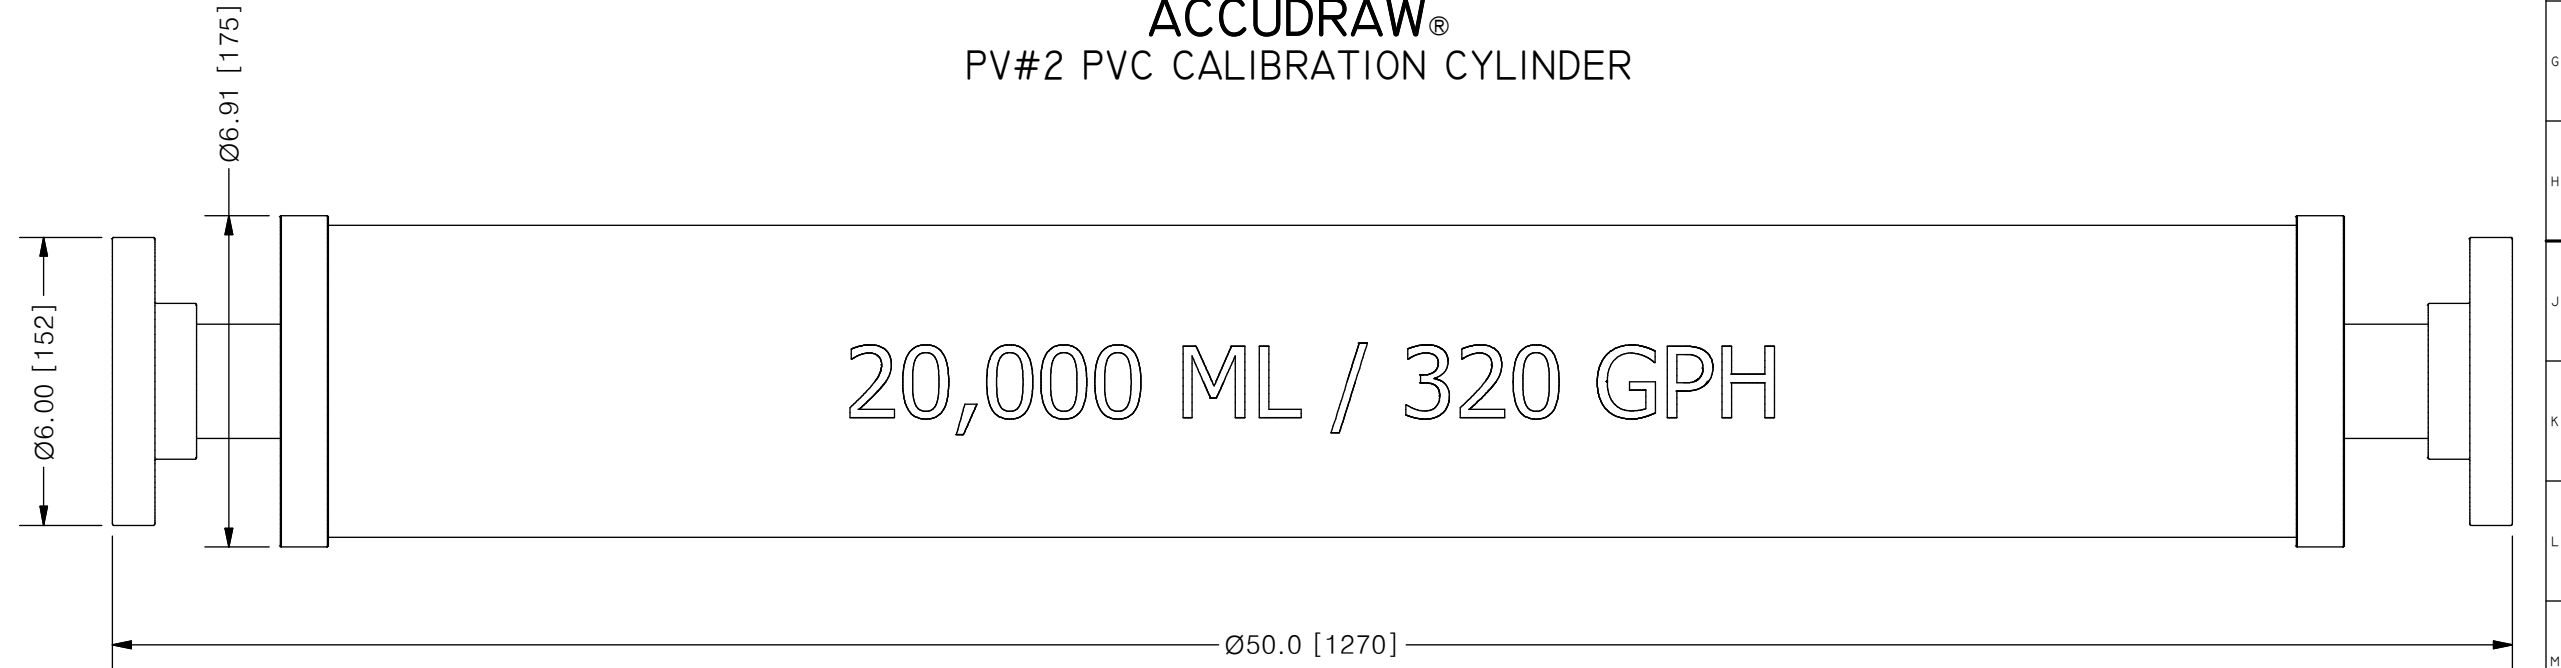 ACCUDRAW®
PV#2 PVC CALIBRATION CYLINDER
Ø6.91 [175]
Ø6.00 [152]
20,000 ML / 320 GPH
Ø50.0 [1270]
G
H
J
K
L
M